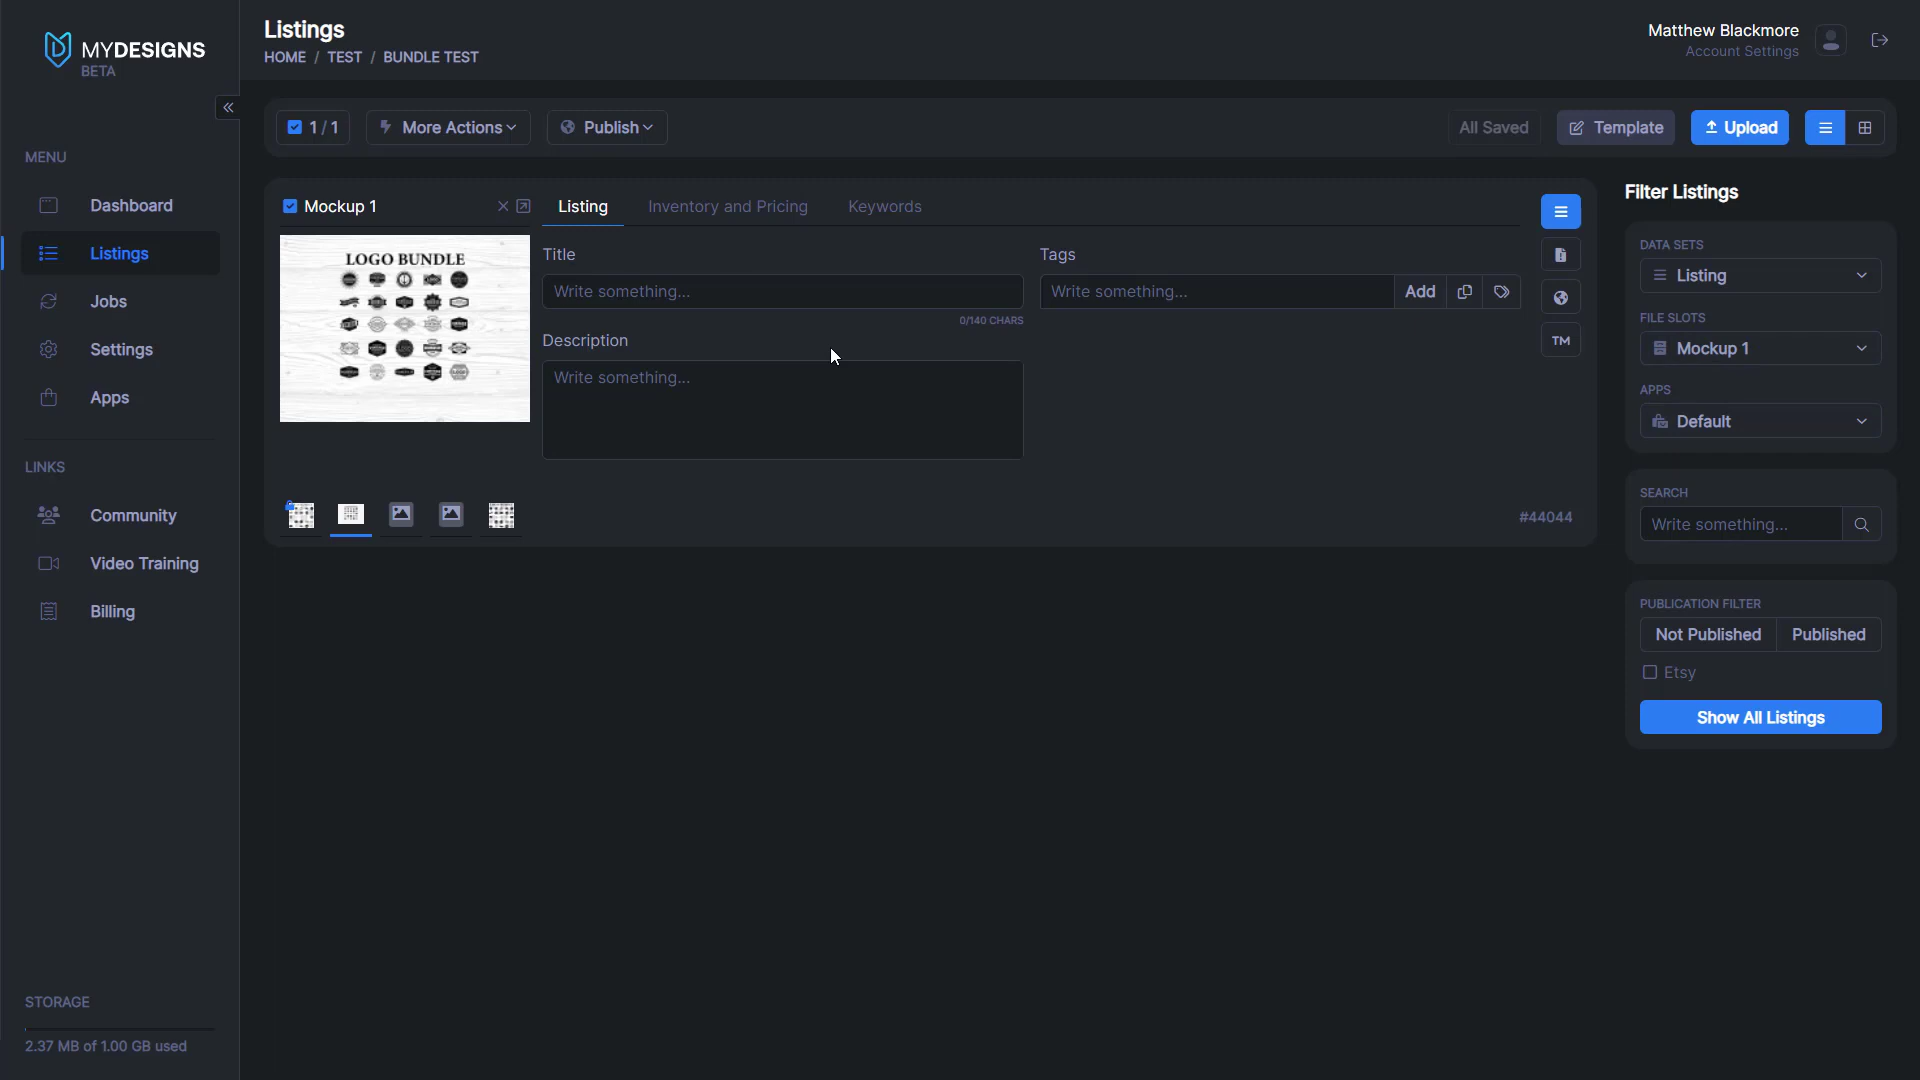 MYDESIGNS
BETA
Listings
HOME / TEST / BUNDLE TEST
Matthew Blackmore
Account Settings
1 / 1
More Actions
Publish
All Saved
Template
Upload
MENU
Dashboard
Listings
Jobs
Settings
Apps
LINKS
Community
Video Training
Billing
STORAGE
2.37 MB of 1.00 GB used
Mockup 1
LOGO BUNDLE
Listing
Inventory and Pricing
Keywords
Title
Write something...
0/140 CHARS
Description
Write something...
Tags
Write something...
Add
TM
#44044
Filter Listings
DATA SETS
Listing
FILE SLOTS
Mockup 1
APPS
Default
SEARCH
Write something...
PUBLICATION FILTER
Not Published
Published
Etsy
Show All Listings